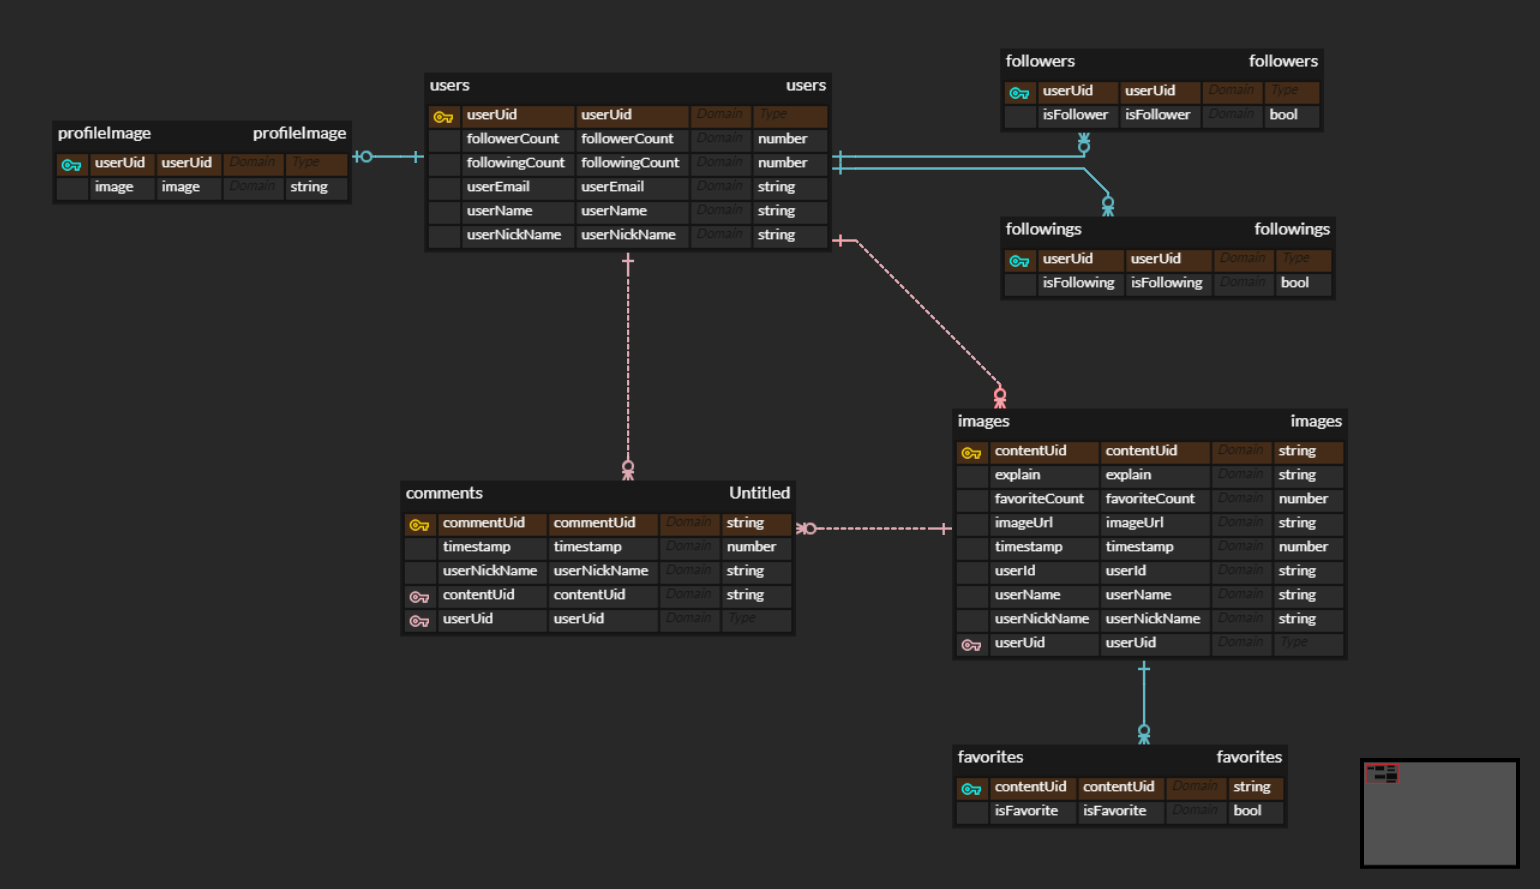 users users
userUid userUid Domain Type
followerCount followerCount Domain number
followingCount followingCount Domain number
userEmail userEmail Domain string
userName userName Domain string
userNickName userNickName Domain string
profileImage profileImage
userUid userUid Domain Type
image image Domain string
followers followers
userUid userUid Domain Type
isFollower isFollower Domain bool
followings followings
userUid userUid Domain Type
isFollowing isFollowing Domain bool
images images
contentUid contentUid Domain string
explain explain Domain string
favoriteCount favoriteCount Domain number
imageUrl imageUrl Domain string
timestamp timestamp Domain number
userId userId Domain string
userName userName Domain string
userNickName userNickName Domain string
userUid userUid Domain Type
comments Untitled
commentUid commentUid Domain string
timestamp timestamp Domain number
userNickName userNickName Domain string
contentUid contentUid Domain string
userUid userUid Domain Type
favorites favorites
contentUid contentUid Domain string
isFavorite isFavorite Domain bool